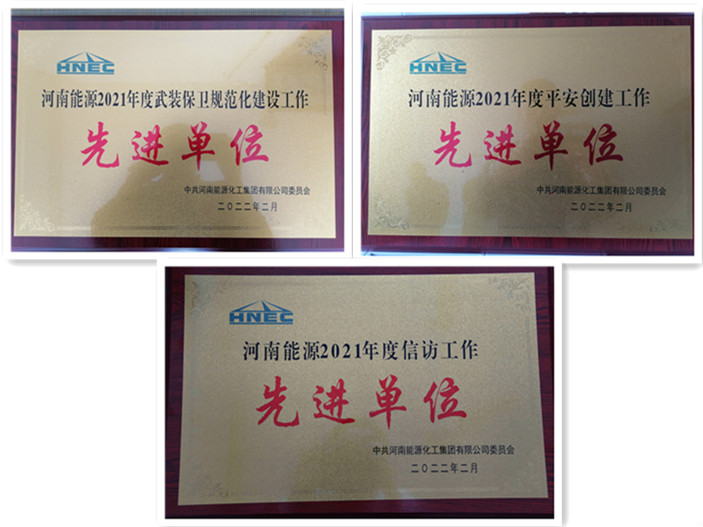 HNEC
河南能源2021年度武装保卫规范化建设工作
先进单位
中共河南能源化工集团有限公司委员会
二〇二二年二月
HNEC
河南能源2021年度平安创建工作
先进单位
中共河南能源化工集团有限公司委员会
二〇二二年二月
HNEC
河南能源2021年度信访工作
先进单位
中共河南能源化工集团有限公司委员会
二〇二二年二月